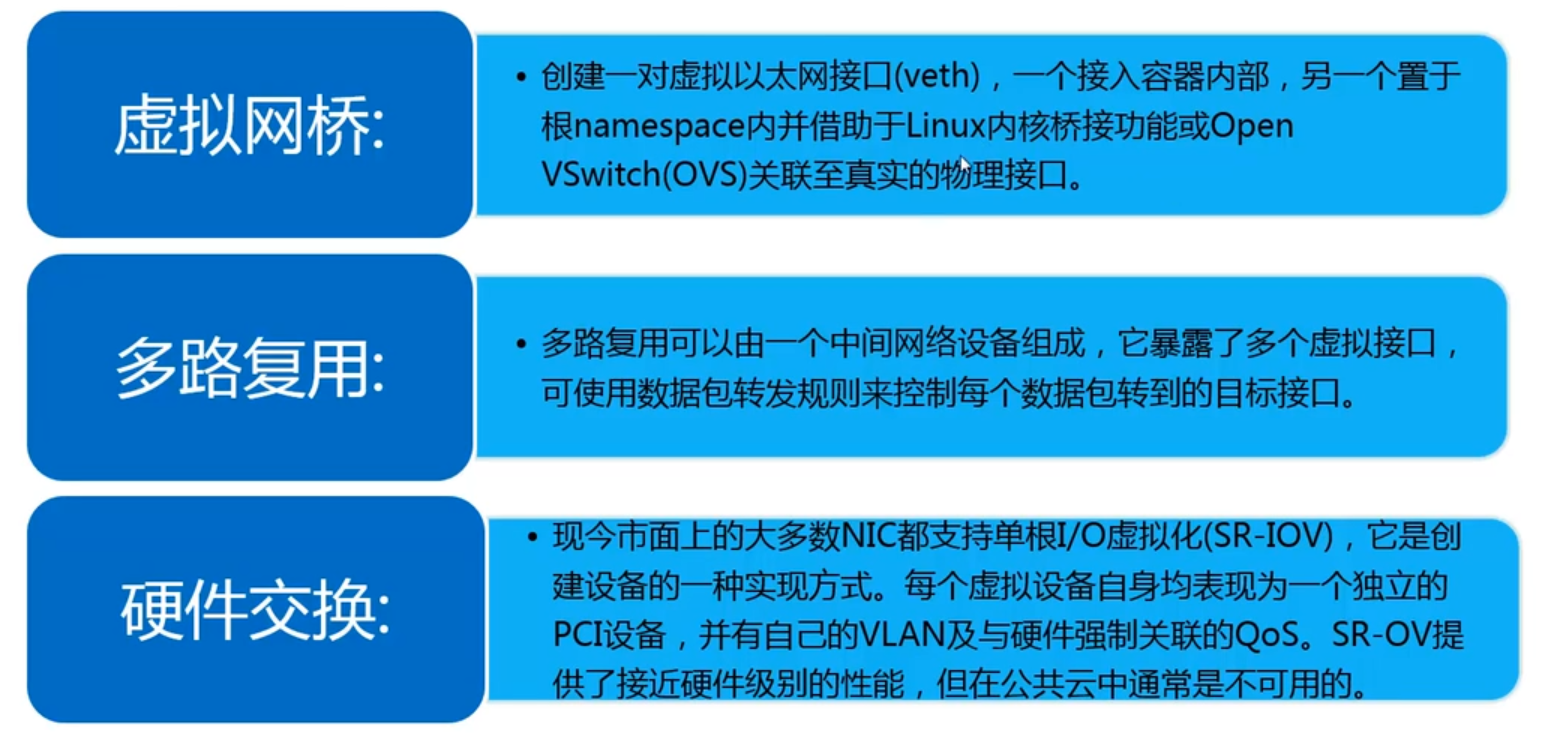 虚拟网桥:
• 创建一对虚拟以太网接口(veth)，一个接入容器内部，另一个置于
根namespace内并借助于Linux内核桥接功能或Open
VSwitch(OVS)关联至真实的物理接口。
多路复用:
• 多路复用可以由一个中间网络设备组成，它暴露了多个虚拟接口，
可使用数据包转发规则来控制每个数据包转到的目标接口。
硬件交换:
• 现今市面上的大多数NIC都支持单根I/O虚拟化(SR-IOV)，它是创
建设备的一种实现方式。每个虚拟设备自身均表现为一个独立的
PCI设备，并有自己的VLAN及与硬件强制关联的QoS。SR-OV提
供了接近硬件级别的性能，但在公共云中通常是不可用的。